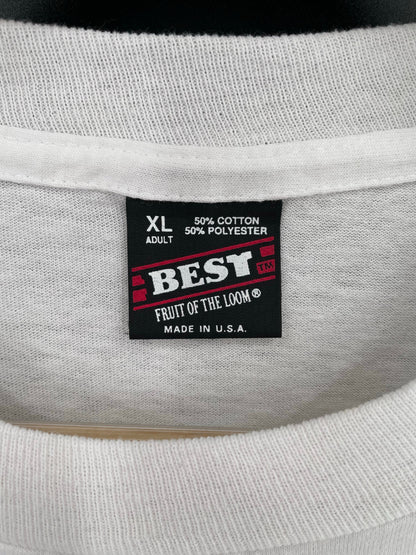 XL 50% COTTON
ADULT 50% POLYESTER
BEST TM
FRUIT OF THE LOOM®
MADE IN U.S.A.